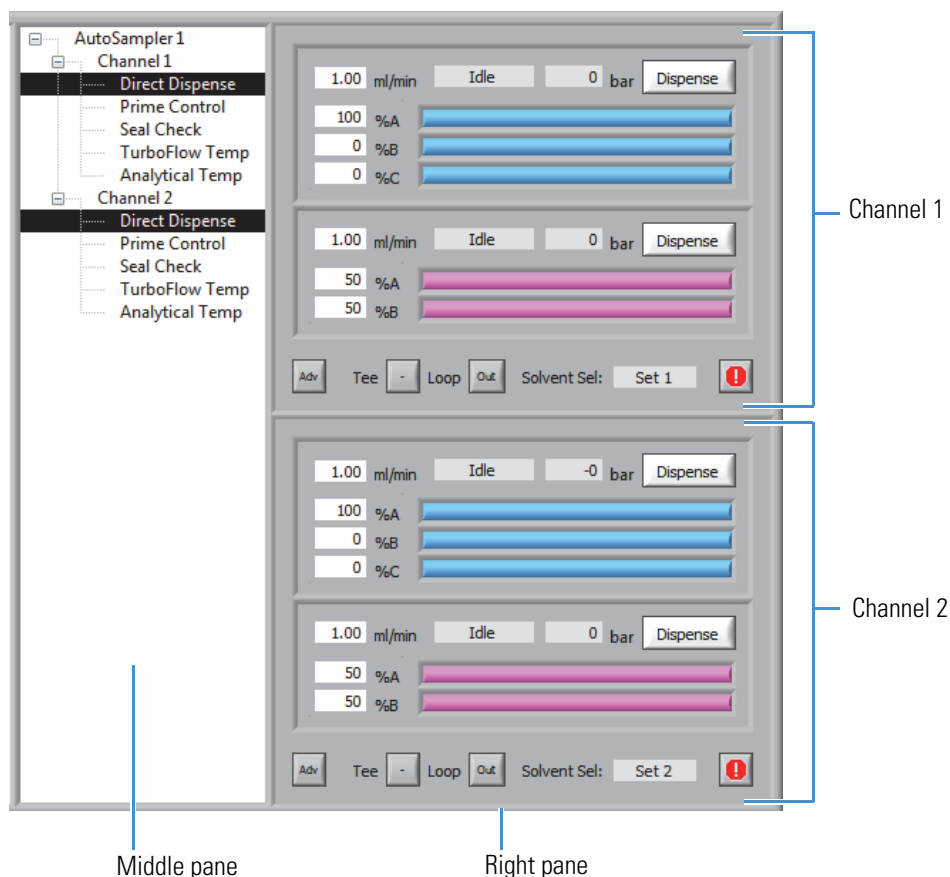 AutoSampler1
Channel 1
Direct Dispense
Prime Control
Seal Check
TurboFlow Temp
Analytical Temp
Channel 2
Direct Dispense
Prime Control
Seal Check
TurboFlow Temp
Analytical Temp
1.00 ml/min Idle 0 bar Dispense
100 %A
0 %B
0 %C
1.00 ml/min Idle 0 bar Dispense
50 %A
50 %B
Adv Tee - Loop Out Solvent Sel: Set 1 !
Channel 1
1.00 ml/min Idle -0 bar Dispense
100 %A
0 %B
0 %C
1.00 ml/min Idle 0 bar Dispense
50 %A
50 %B
Adv Tee - Loop Out Solvent Sel: Set 2 !
Channel 2
Middle pane
Right pane